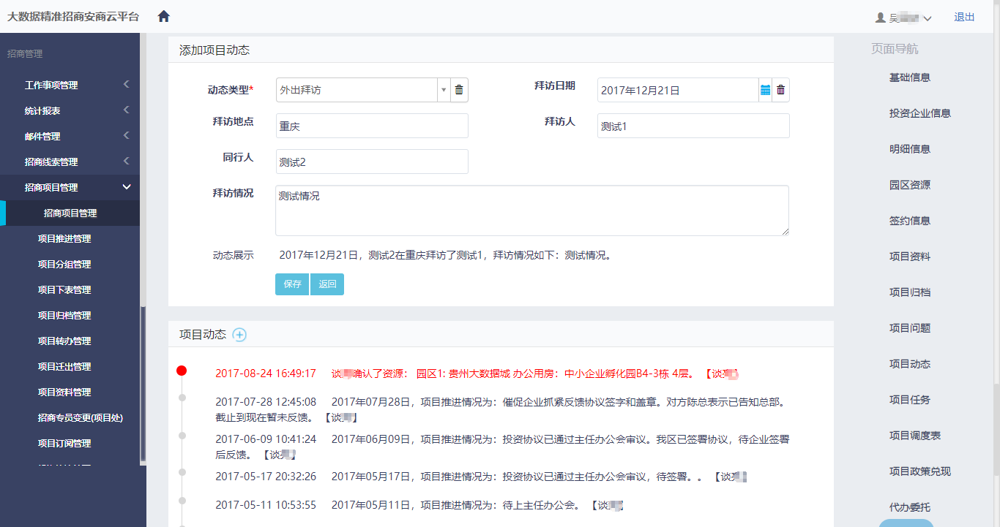 大数据精准招商安商云平台
吴
退出
招商管理
工作事项管理
统计报表
邮件管理
招商线索管理
招商项目管理
招商项目管理
项目推进管理
项目分组管理
项目下表管理
项目归档管理
项目转办管理
项目迁出管理
项目资料管理
招商专员变更(项目处)
项目订阅管理
添加项目动态
动态类型* 外出拜访
拜访日期 2017年12月21日
拜访地点 重庆
拜访人 测试1
同行人 测试2
拜访情况 测试情况
动态展示 2017年12月21日，测试2在重庆拜访了测试1，拜访情况如下：测试情况。
保存 返回
项目动态
2017-08-24 16:49:17 谈 确认了资源： 园区1: 贵州大数据城 办公用房：中小企业孵化园B4-3栋 4层。 【谈
2017-07-28 12:45:08 2017年07月28日，项目推进情况为：催促企业抓紧反馈协议签字和盖章。对方陈总表示已告知总部。
截止到现在暂未反馈。 【谈 】
2017-06-09 10:41:24 2017年06月09日，项目推进情况为：投资协议已通过主任办公会审议。我区已签署协议，待企业签署
后反馈。 【谈 】
2017-05-17 20:32:26 2017年05月17日，项目推进情况为：投资协议已通过主任办公会审议，待签署。。 【谈
2017-05-11 10:53:55 2017年05月11日，项目推进情况为：待上主任办公会。 【谈 】
页面导航
基础信息
投资企业信息
明细信息
园区资源
签约信息
项目资料
项目归档
项目问题
项目动态
项目任务
项目调度表
项目政策兑现
代办委托